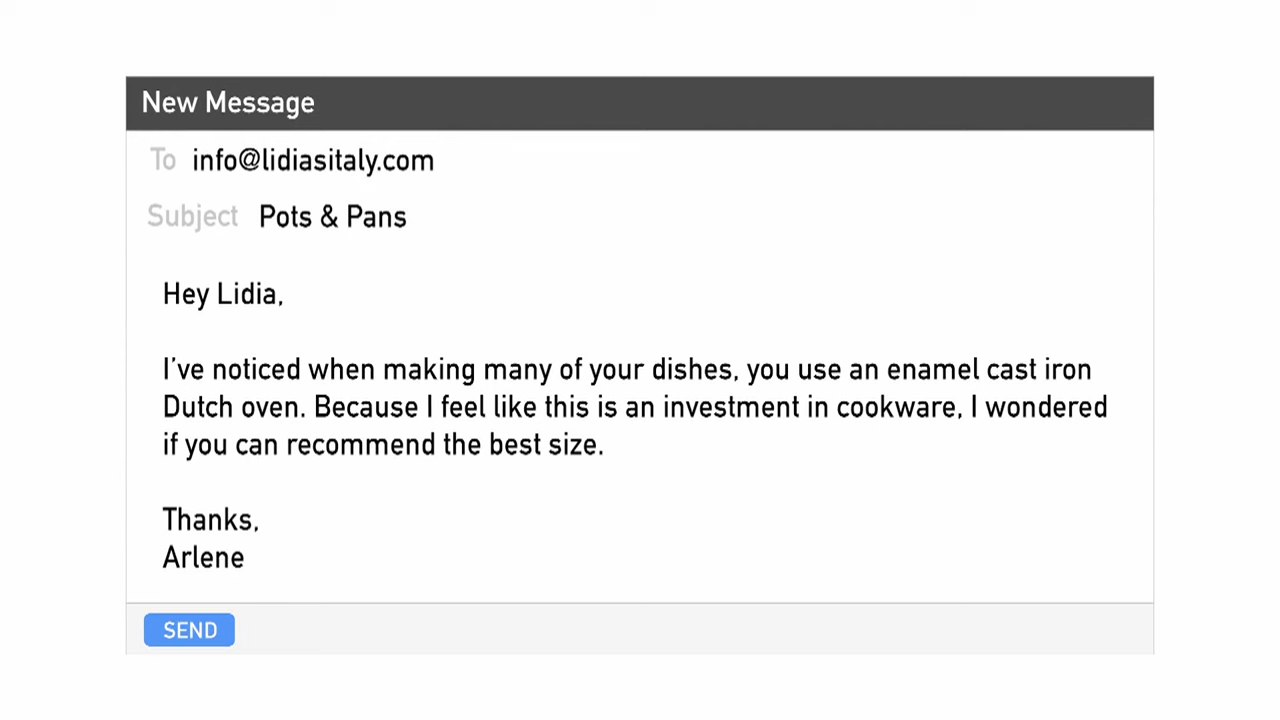 New Message
To info@lidiasitaly.com
Subject Pots & Pans
Hey Lidia,
I've noticed when making many of your dishes, you use an enamel cast iron
Dutch oven. Because I feel like this is an investment in cookware, I wondered
if you can recommend the best size.
Thanks,
Arlene
SEND